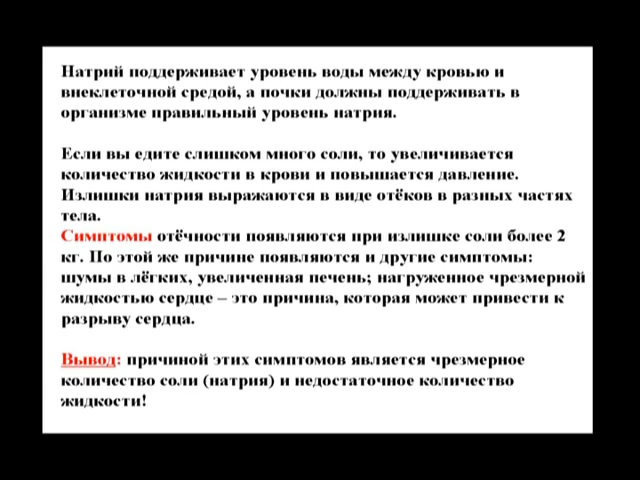 Натрий поддерживает уровень воды между кровью и
внеклеточной средой, а почки должны поддерживать в
организме правильный уровень натрия.
Если вы едите слишком много соли, то увеличивается
количество жидкости в крови и повышается давление.
Излишки натрия выражаются в виде отёков в разных частях
тела.
Симптомы отёчности появляются при излишке соли более 2
кг. По этой же причине появляются и другие симптомы:
шумы в лёгких, увеличенная печень; нагруженное чрезмерной
жидкостью сердце – это причина, которая может привести к
разрыву сердца.
Вывод: причиной этих симптомов является чрезмерное
количество соли (натрия) и недостаточное количество
жидкости!